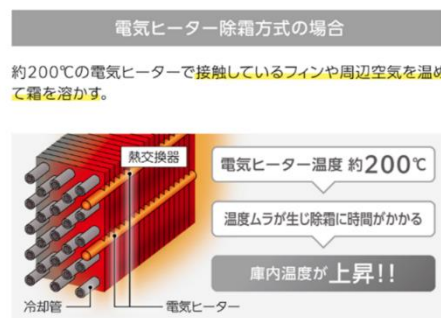 電気ヒーター除霜方式の場合
約200℃の電気ヒーターで接触しているフィンや周辺空気を温め
て霜を溶かす。
熱交換器
電気ヒーター温度 約200℃
温度ムラが生じ除霜に時間がかかる
庫内温度が上昇!!
冷却管
電気ヒーター